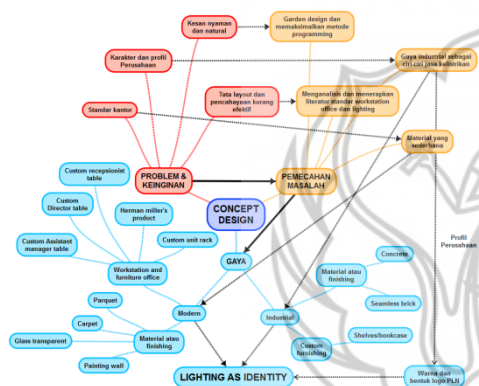 Kesan nyaman
dan natural
Garden design dan
memaksimalkan metode
programming
Karakter dan profil
Perusahaan
Gaya industrial sebagai
ciri-cari jasa kelistrikan
Tata layout dan
pencahayaan kurang
efektif
Menganalisis dan menerapkan
literatur standar workstation
office dan lighting
Standar kantor
Material yang
sederhana
PROBLEM &
KEINGINAN
PEMECAHAN
MASALAH
CONCEPT
DESIGN
Custom recepsionist
table
Custom
Director table
Herman miller's
product
Custom Assistant
manager table
Custom unit rack
Workstation and
furniture office
GAYA
Profil
Perusahaan
Concrete
Material atau
finishing
Seamless brick
Parquet
Modern
Industrial
Carpet
Glass transparent
Material atau
finishing
Shelves/bookcase
Custom
furnishing
Painting wall
LIGHTING AS IDENTITY
Warna dan
bentuk logo PLN